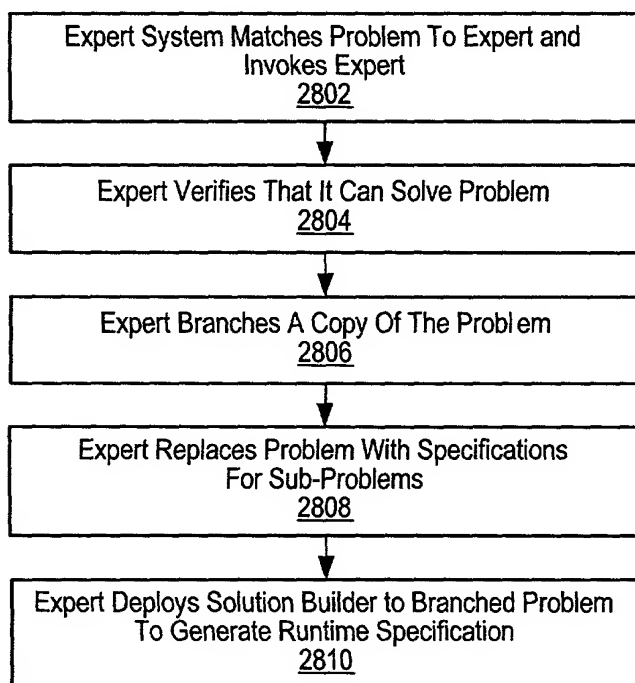 Expert System Matches Problem To Expert and
Invokes Expert
2802
Expert Verifies That It Can Solve Problem
2804
Expert Branches A Copy Of The Problem
2806
Expert Replaces Problem With Specifications
For Sub-Problems
2808
Expert Deploys Solution Builder to Branched Problem
To Generate Runtime Specification
2810